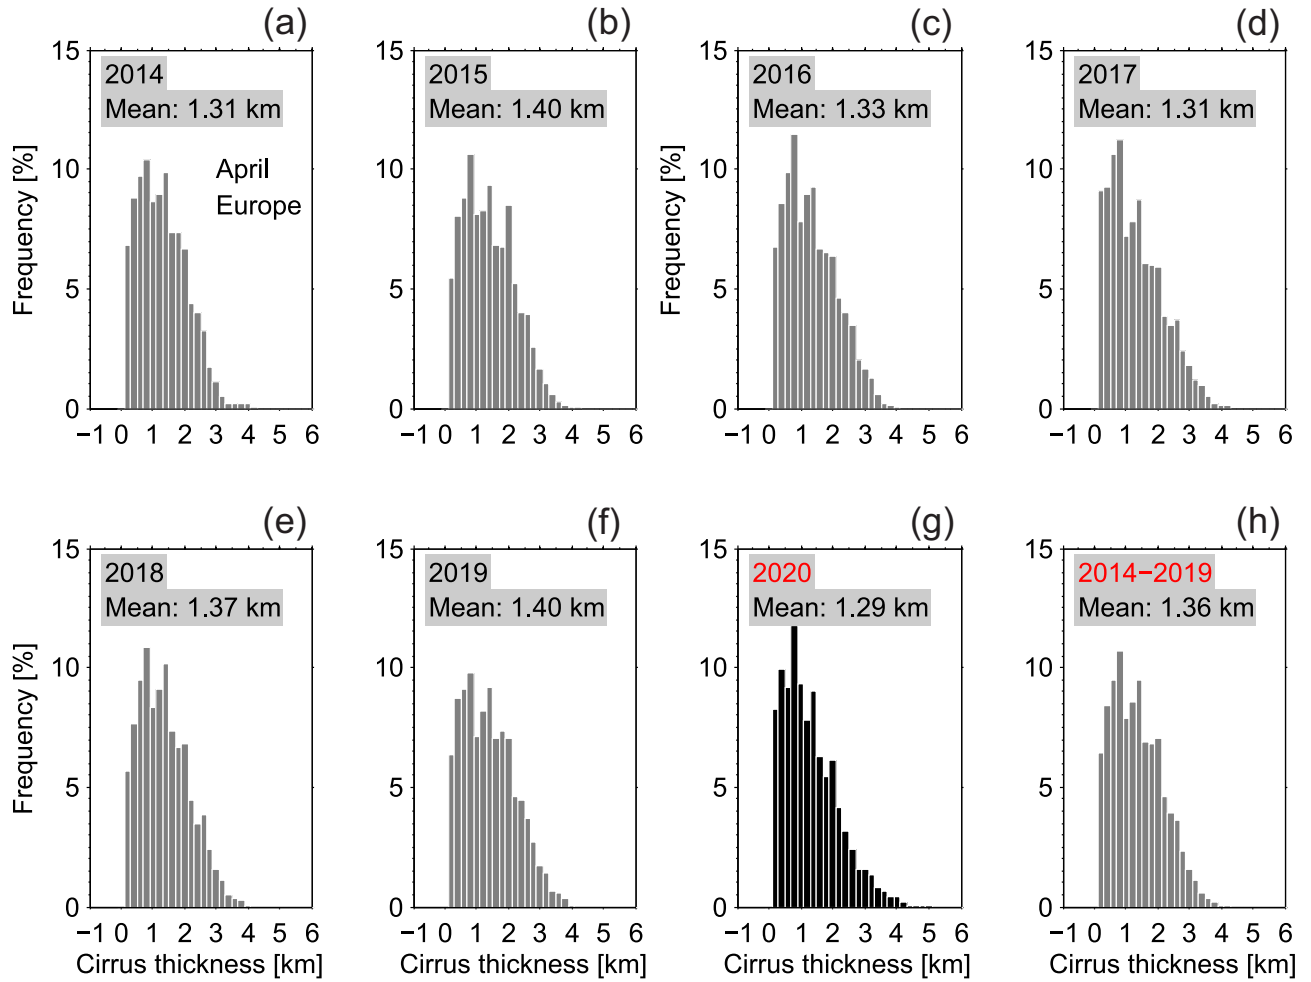 (a)
15
10
5
0
Frequency [%]
2014
Mean: 1.31 km
April
Europe
−1 0 1 2 3 4 5 6
(b)
15
10
5
0
2015
Mean: 1.40 km
−1 0 1 2 3 4 5 6
(c)
15
10
5
0
Frequency [%]
2016
Mean: 1.33 km
−1 0 1 2 3 4 5 6
(d)
15
10
5
0
2017
Mean: 1.31 km
−1 0 1 2 3 4 5 6
(e)
15
10
5
0
Frequency [%]
2018
Mean: 1.37 km
−1 0 1 2 3 4 5 6
Cirrus thickness [km]
(f)
15
10
5
0
2019
Mean: 1.40 km
−1 0 1 2 3 4 5 6
Cirrus thickness [km]
(g)
15
10
5
0
2020
Mean: 1.29 km
−1 0 1 2 3 4 5 6
Cirrus thickness [km]
(h)
15
10
5
0
2014−2019
Mean: 1.36 km
−1 0 1 2 3 4 5 6
Cirrus thickness [km]